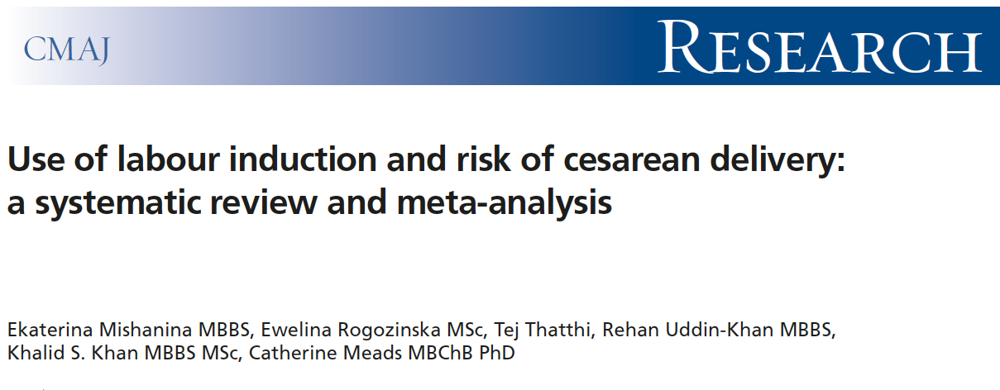 CMAJ
RESEARCH
Use of labour induction and risk of cesarean delivery:
a systematic review and meta-analysis
Ekaterina Mishanina MBBS, Ewelina Rogozinska MSc, Tej Thatthi, Rehan Uddin-Khan MBBS,
Khalid S. Khan MBBS MSc, Catherine Meads MBChB PhD